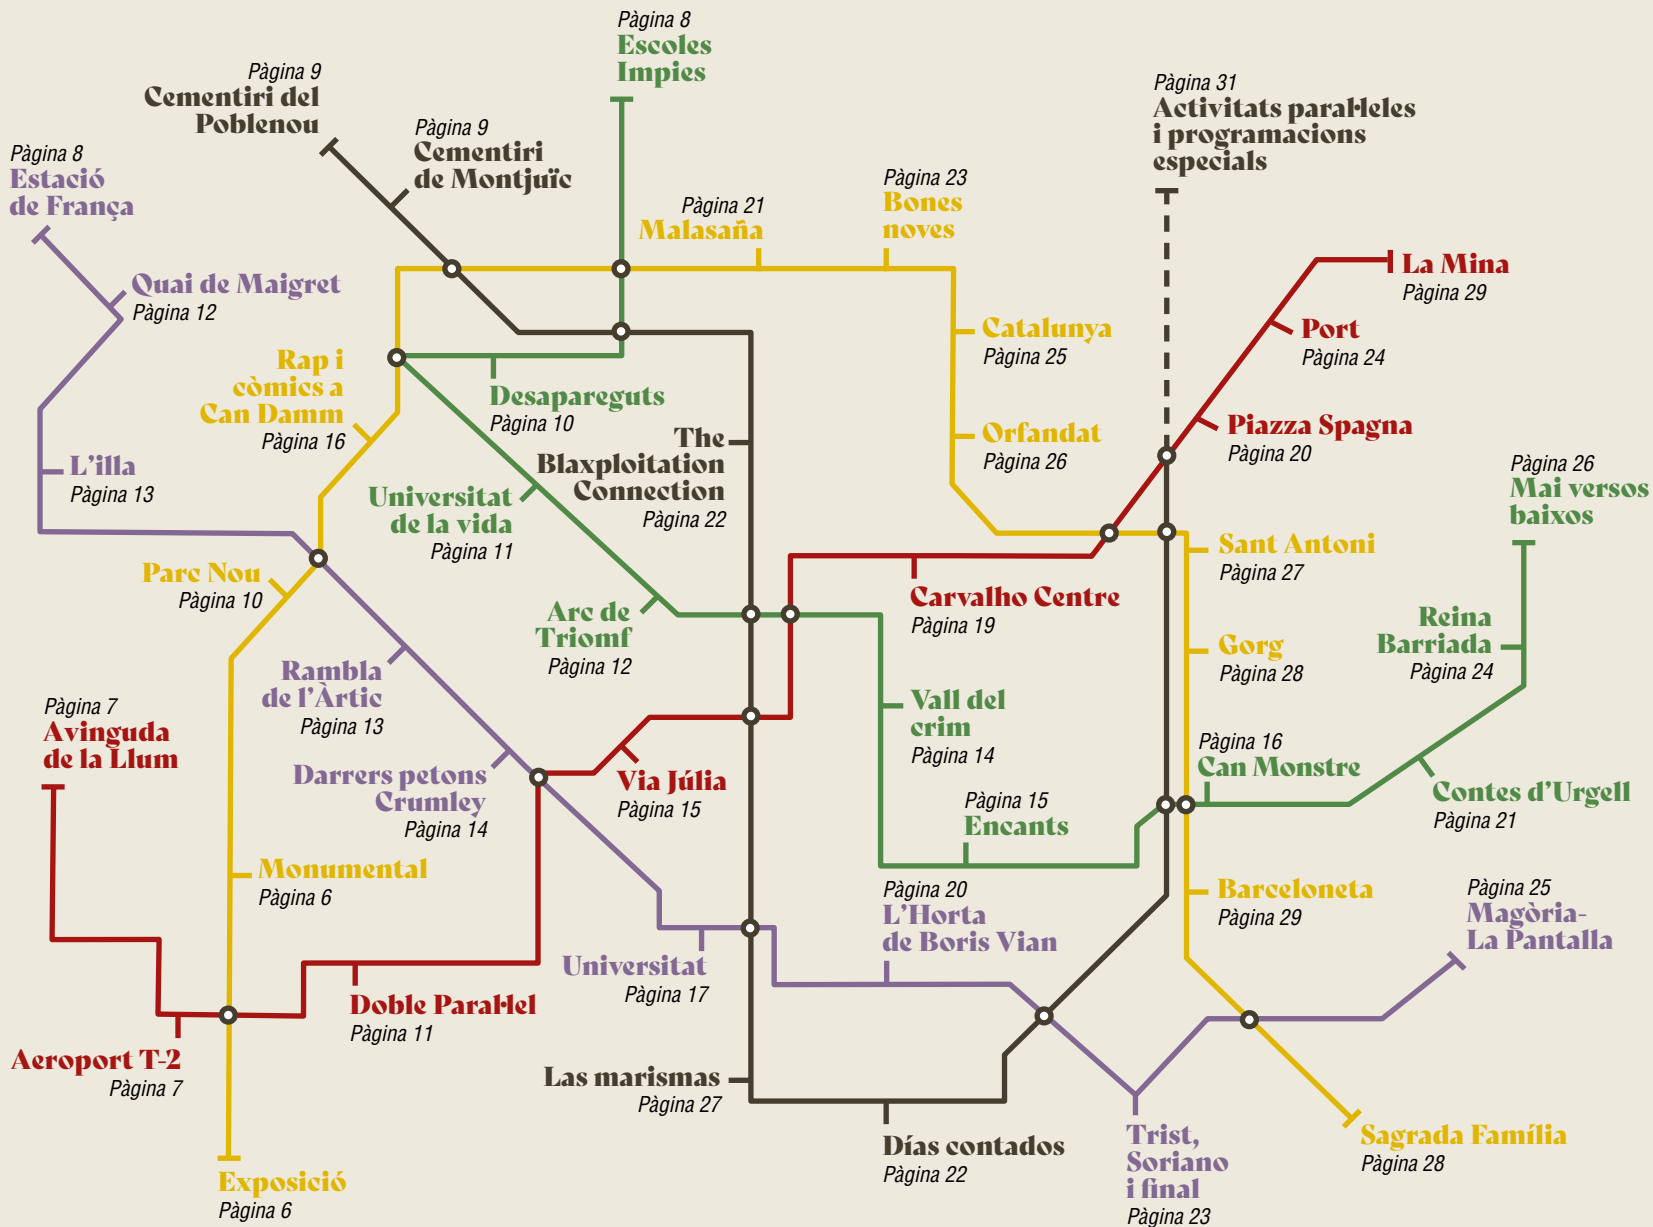 Pàgina 8
Escoles
Impies
Pàgina 9
Cementiri del
Poblenou
Pàgina 9
Cementiri
de Montjuïc
Pàgina 31
Activitats paral·leles
i programacions
especials
Pàgina 8
Estació
de França
Pàgina 23
Bones
noves
Pàgina 21
Malasaña
La Mina
Pàgina 29
Quai de Maigret
Pàgina 12
Catalunya
Pàgina 25
Port
Pàgina 24
Rap i
còmics a
Can Damm
Pàgina 16
Desapareguts
Pàgina 10
The
Blaxploitation
Connection
Pàgina 22
Orfandat
Pàgina 26
Piazza Spagna
Pàgina 20
L'illa
Pàgina 13
Pàgina 26
Mai versos
baixos
Universitat
de la vida
Pàgina 11
Sant Antoni
Pàgina 27
Parc Nou
Pàgina 10
Arc de
Triomf
Pàgina 12
Carvalho Centre
Pàgina 19
Reina
Barriada
Pàgina 24
Gorg
Pàgina 28
Rambla
de l'Àrtic
Pàgina 13
Pàgina 7
Avinguda
de la Llum
Vall del
crim
Pàgina 14
Pàgina 16
Can Monstre
Darrers petons
Crumley
Pàgina 14
Via Júlia
Pàgina 15
Pàgina 15
Encants
Contes d'Urgell
Pàgina 21
Monumental
Pàgina 6
Pàgina 20
L'Horta
de Boris Vian
Barceloneta
Pàgina 29
Pàgina 25
Magòria-
La Pantalla
Universitat
Pàgina 17
Doble Paral·lel
Pàgina 11
Aeroport T-2
Pàgina 7
Las marismas
Pàgina 27
Días contados
Pàgina 22
Trist,
Soriano
i final
Pàgina 23
Sagrada Família
Pàgina 28
Exposició
Pàgina 6